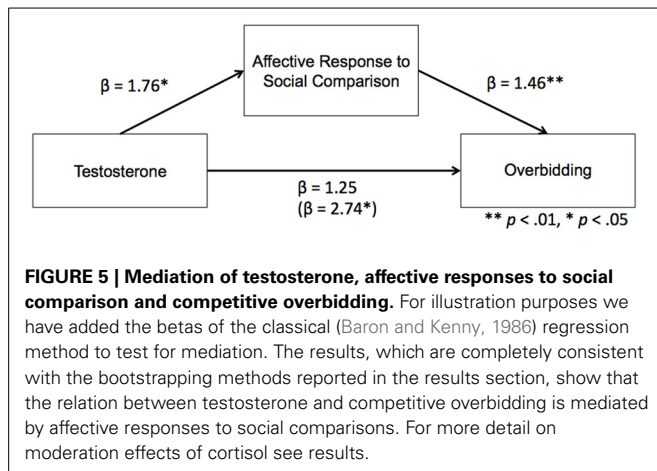 Affective Response to
Social Comparison
β = 1.76*
β = 1.46**
Testosterone
Overbidding
β = 1.25
(β = 2.74*)
** p < .01, * p < .05
FIGURE 5 | Mediation of testosterone, affective responses to social
comparison and competitive overbidding. For illustration purposes we
have added the betas of the classical (Baron and Kenny, 1986) regression
method to test for mediation. The results, which are completely consistent
with the bootstrapping methods reported in the results section, show that
the relation between testosterone and competitive overbidding is mediated
by affective responses to social comparisons. For more detail on
moderation effects of cortisol see results.